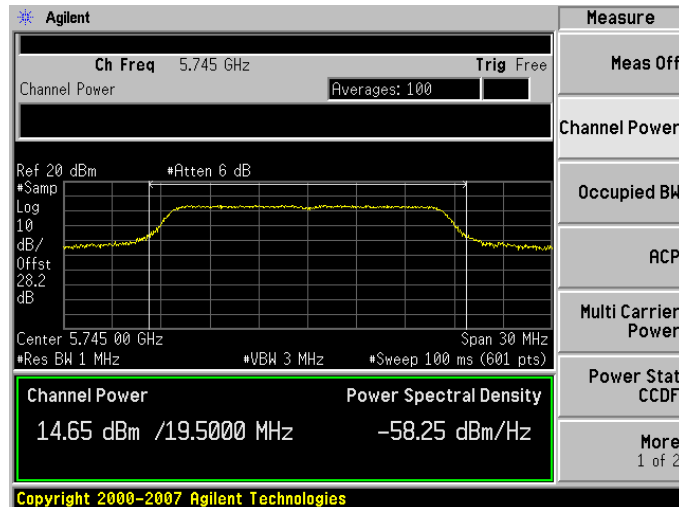 Agilent
Measure
Ch Freq 5.745 GHz Trig Free
Channel Power Averages: 100
Meas Off
Channel Power
Occupied BW
ACP
Multi Carrier
Power
Power Stat
CCDF
More
1 of 2
Ref 20 dBm #Atten 6 dB
#Samp
Log
10
dB/
Offst
28.2
dB
Center 5.745 00 GHz Span 30 MHz
#Res BW 1 MHz #VBW 3 MHz #Sweep 100 ms (601 pts)
Channel Power Power Spectral Density
14.65 dBm /19.5000 MHz -58.25 dBm/Hz
Copyright 2000-2007 Agilent Technologies